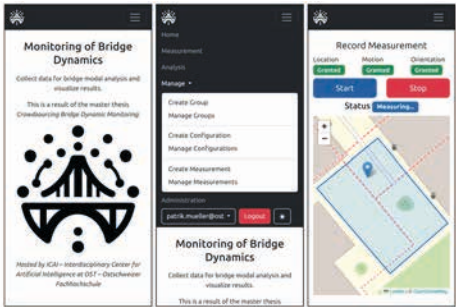 Monitoring of Bridge
Dynamics
Collect data for bridge modal analysis and
visualize results.
This is a result of the master thesis
Crowdsourcing Bridge Dynamic Monitoring.
Hosted by ICAI – Interdisciplinary Center for
Artificial Intelligence at OST – Ostschweizer
Fachhochschule
Home
Measurement
Analysis
Manage
Create Group
Manage Groups
Create Configuration
Manage Configurations
Create Measurement
Manage Measurements
Administration
patrik.mueller@ost
Logout
Monitoring of Bridge
Dynamics
Collect data for bridge modal analysis and
visualize results.
This is a result of the master thesis
Record Measurement
Location Motion Orientation
Granted Granted Granted
Start Stop
Status Measuring...
+
−
Leaflet | © OpenStreetMap